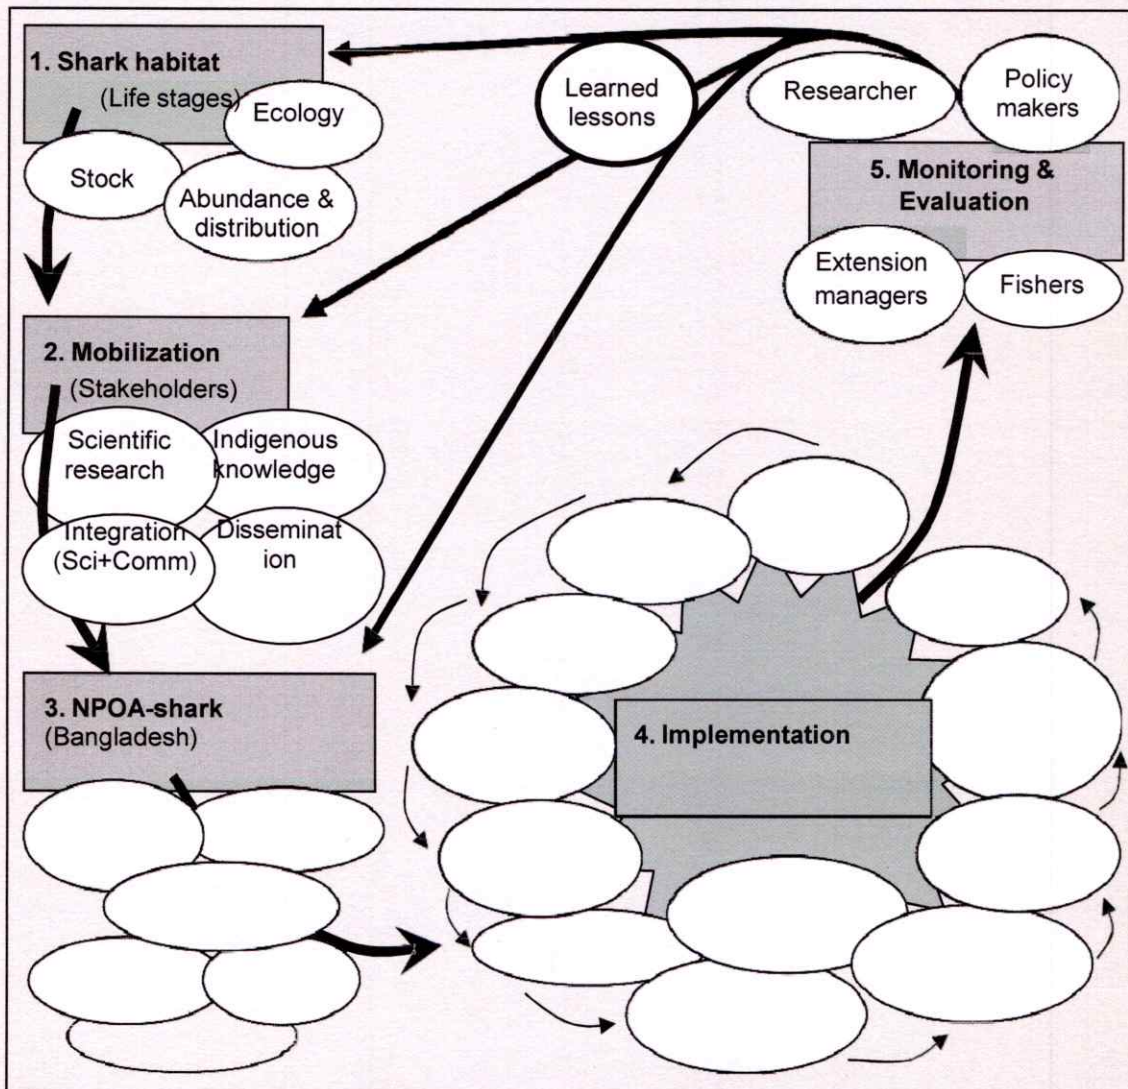 1. Shark habitat
(Life stages)
Ecology
Stock
Abundance &
distribution
Learned
lessons
Researcher
Policy
makers
5. Monitoring &
Evaluation
Extension
managers
Fishers
2. Mobilization
(Stakeholders)
Scientific
research
Indigenous
knowledge
Integration
(Sci+Comm)
Disseminat
ion
3. NPOA-shark
(Bangladesh)
4. Implementation